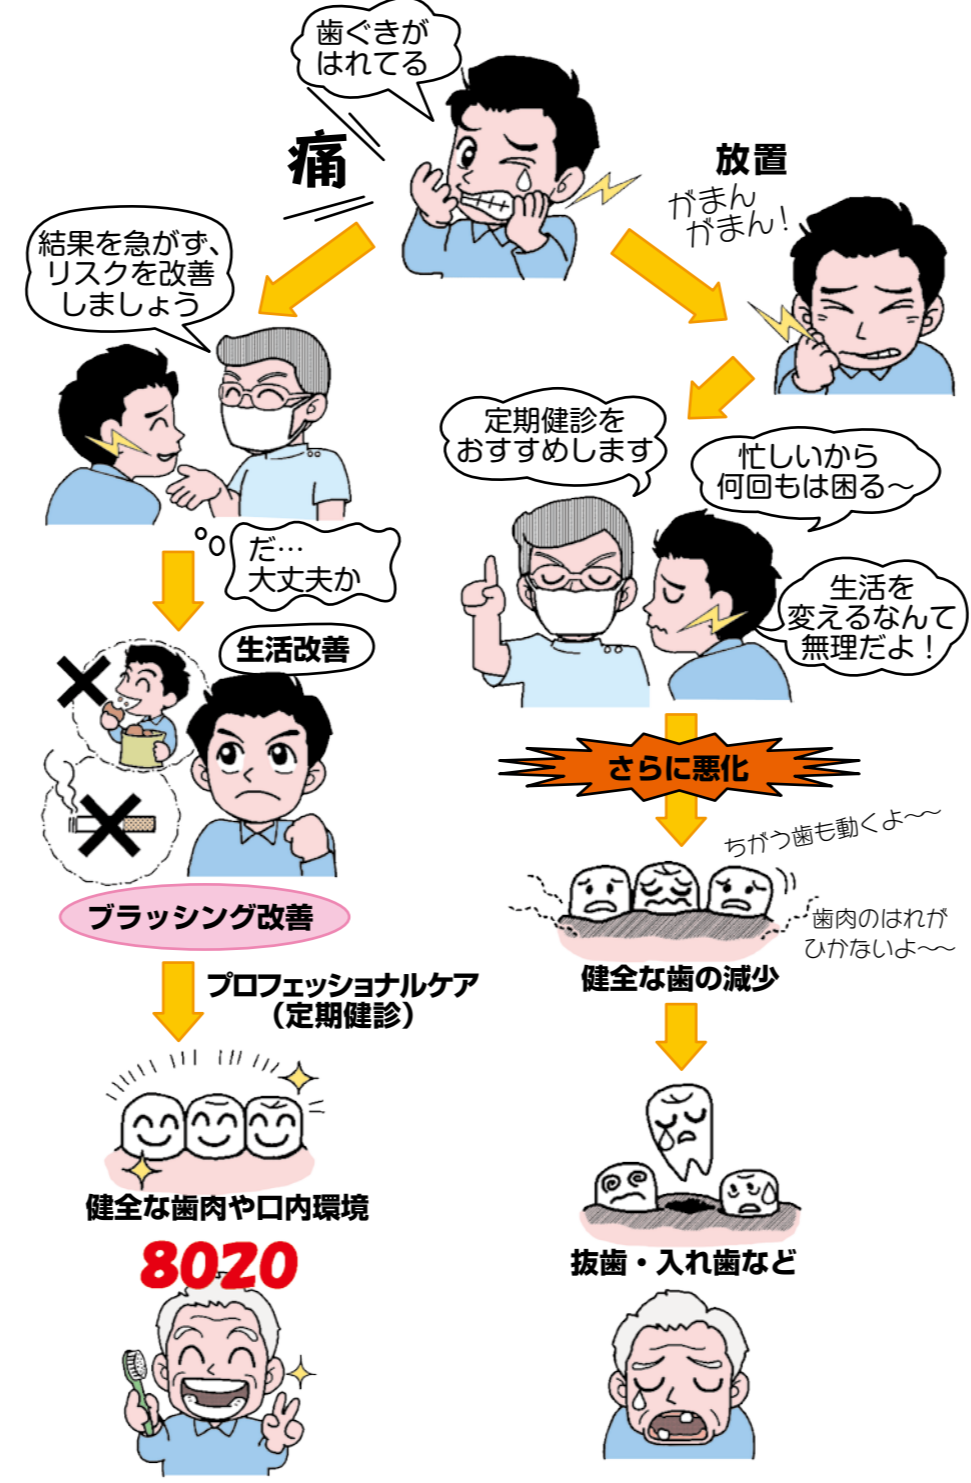 歯ぐきが
はれてる
痛
放置
がまん
がまん！
結果を急がず、
リスクを改善
しましょう
定期健診を
おすすめします
忙しいから
何回もは困る～
だ…
大丈夫か
生活を
変えるなんて
無理だよ！
生活改善
さらに悪化
ちがう歯も動くよ～～
ブラッシング改善
歯肉のはれが
ひかないよ～～
健全な歯の減少
プロフェッショナルケア
（定期健診）
健全な歯肉や口内環境
8020
抜歯・入れ歯など